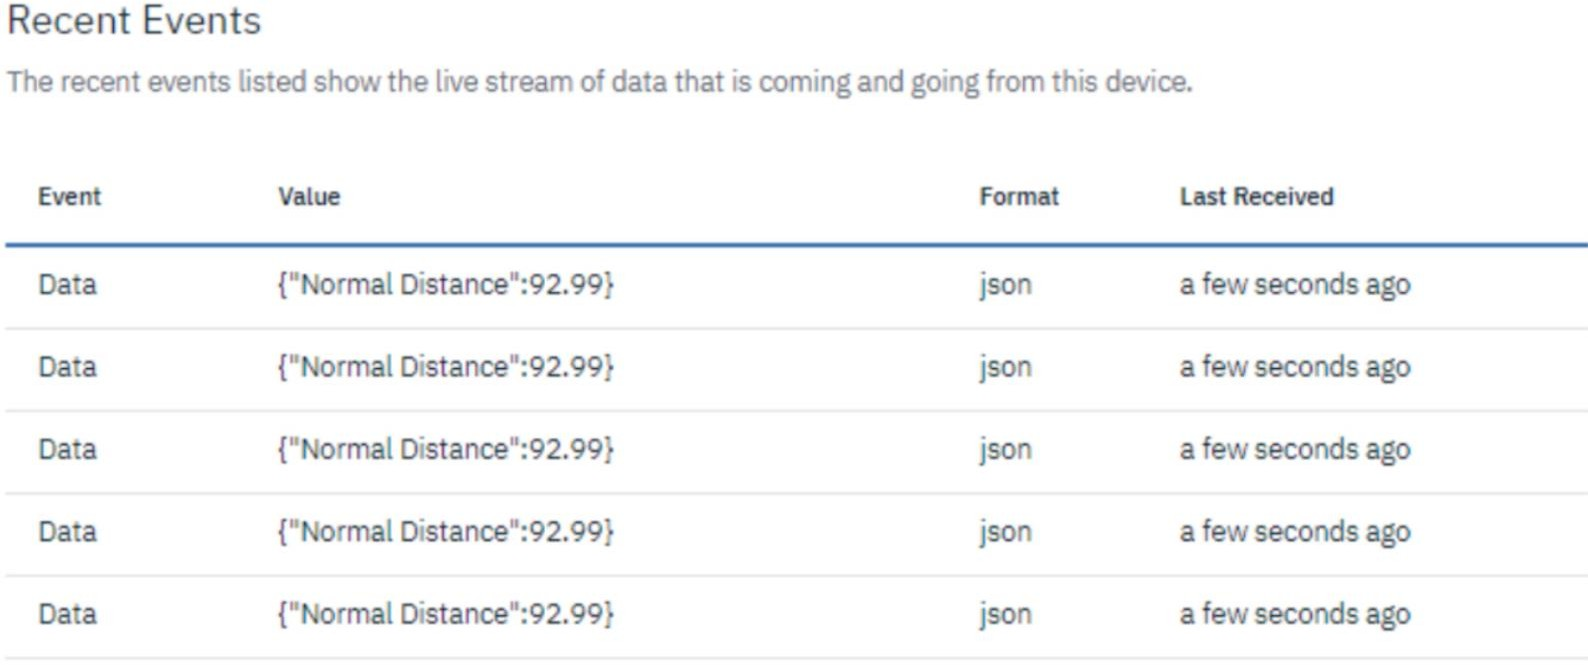 Recent Events
The recent events listed show the live stream of data that is coming and going from this device.
Event Value Format Last Received
Data {"Normal Distance":92.99} json a few seconds ago
Data {"Normal Distance":92.99} json a few seconds ago
Data {"Normal Distance":92.99} json a few seconds ago
Data {"Normal Distance":92.99} json a few seconds ago
Data {"Normal Distance":92.99} json a few seconds ago